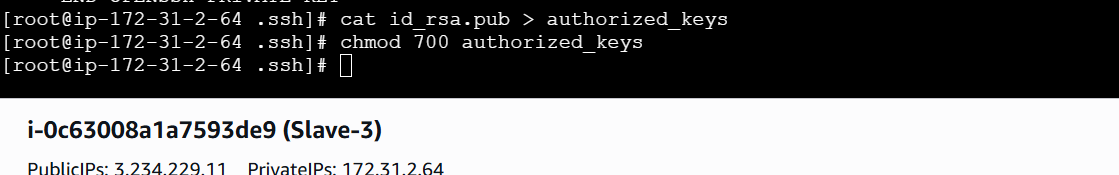 [root@ip-172-31-2-64 .ssh]# cat id_rsa.pub > authorized_keys
[root@ip-172-31-2-64 .ssh]# chmod 700 authorized_keys
[root@ip-172-31-2-64 .ssh]#
i-0c63008a1a7593de9 (Slave-3)
PublicIPs: 3.234.229.11 PrivateIPs: 172.31.2.64